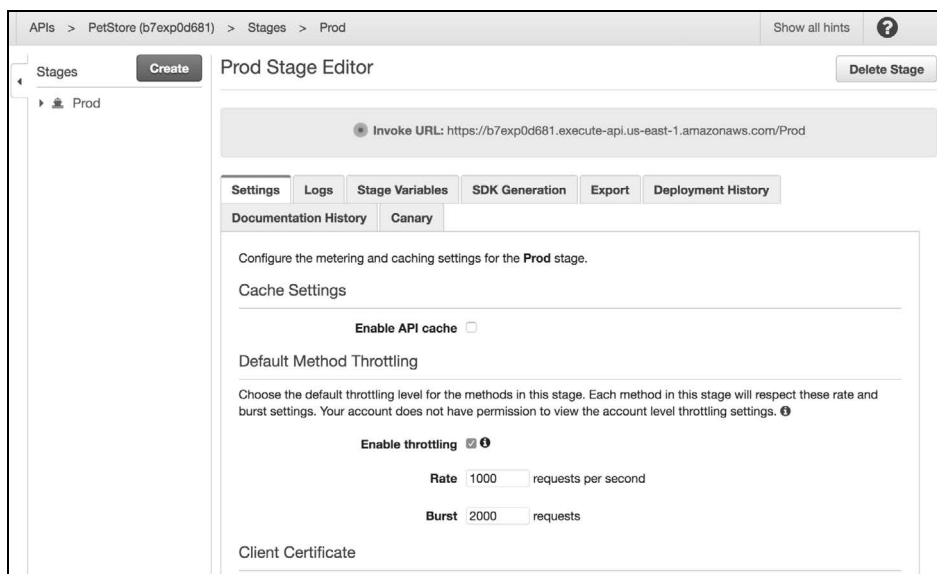 APIs > PetStore (b7exp0d681) > Stages > Prod
Show all hints
?
Stages
Create
Prod
Prod Stage Editor
Delete Stage
Invoke URL: https://b7exp0d681.execute-api.us-east-1.amazonaws.com/Prod
Settings Logs Stage Variables SDK Generation Export Deployment History
Documentation History Canary
Configure the metering and caching settings for the Prod stage.
Cache Settings
Enable API cache
Default Method Throttling
Choose the default throttling level for the methods in this stage. Each method in this stage will respect these rate and
burst settings. Your account does not have permission to view the account level throttling settings.
Enable throttling
Rate 1000 requests per second
Burst 2000 requests
Client Certificate